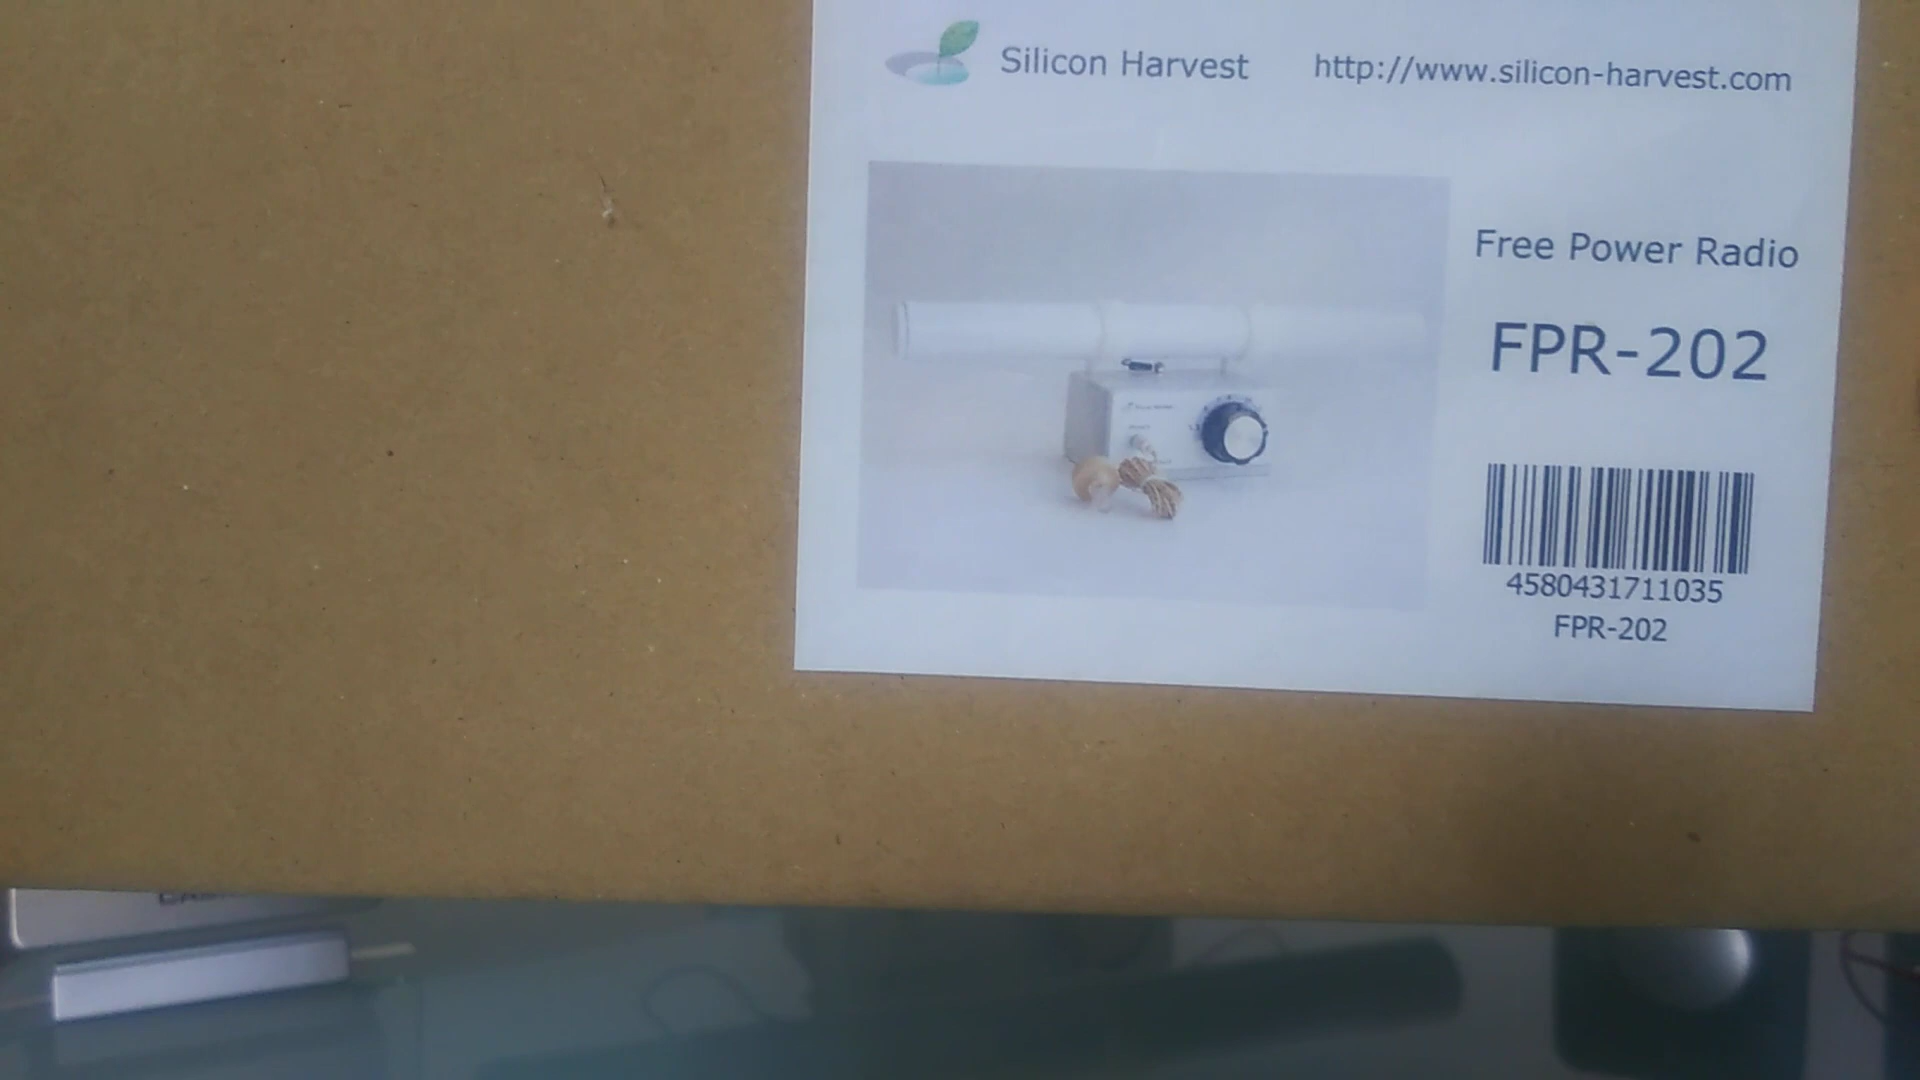 Silicon Harvest http://www.silicon-harvest.com
Free Power Radio
FPR-202
4580431711035
FPR-202